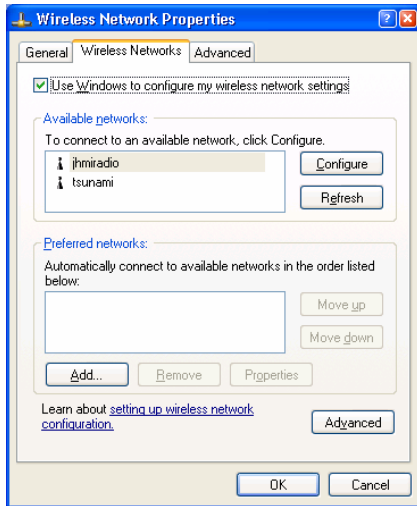 Wireless Network Properties
General Wireless Networks Advanced
Use Windows to configure my wireless network settings
Available networks:
To connect to an available network, click Configure.
jhmiradio
Configure
tsunami
Refresh
Preferred networks:
Automatically connect to available networks in the order listed
below:
Move up
Move down
Add... Remove Properties
Learn about setting up wireless network
configuration.
Advanced
OK Cancel